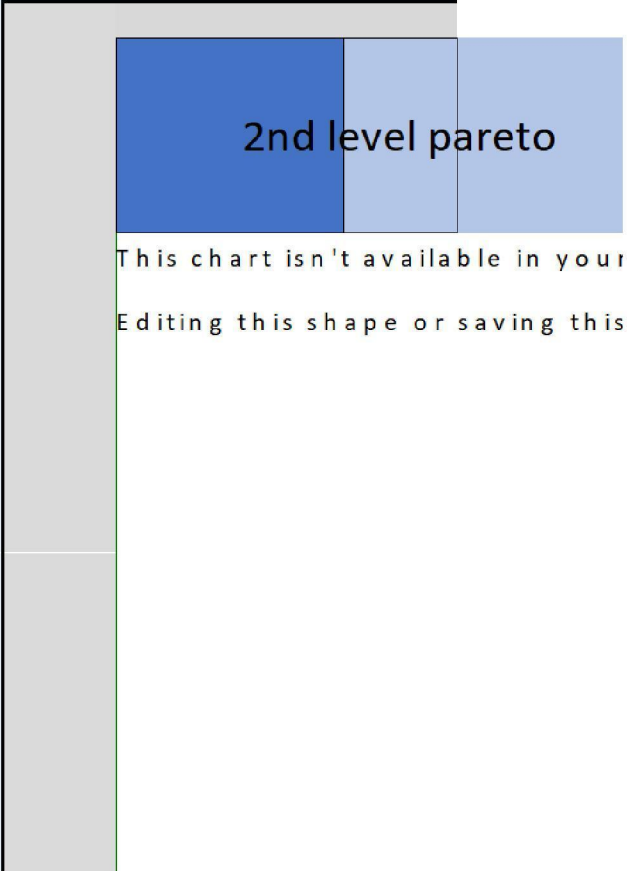 2nd level pareto
This chart isn't available in your
Editing this shape or saving this